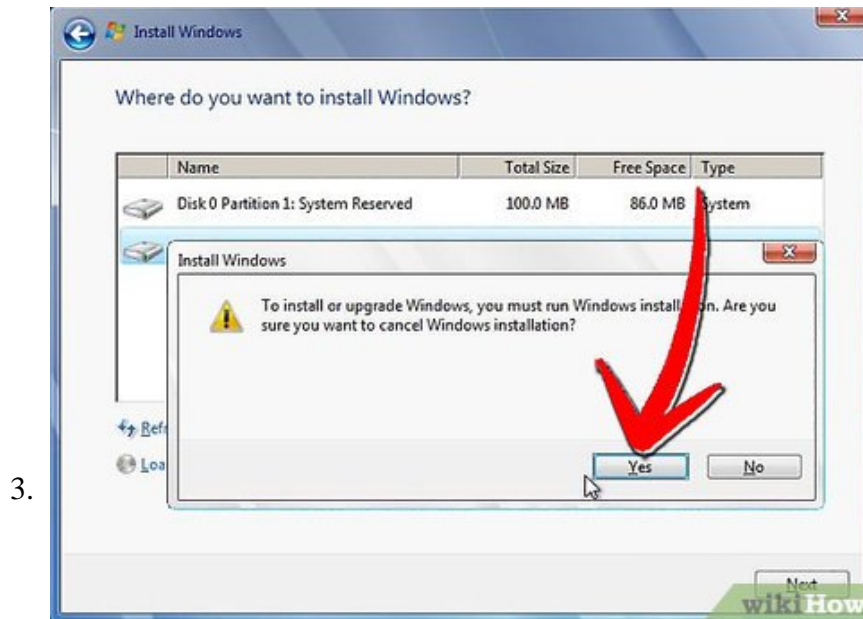 Install Windows
Where do you want to install Windows?
Name Total Size Free Space Type
Disk 0 Partition 1: System Reserved 100.0 MB 86.0 MB System
Install Windows
To install or upgrade Windows, you must run Windows installation. Are you
sure you want to cancel Windows installation?
Yes No
3.
Next
wikiHow